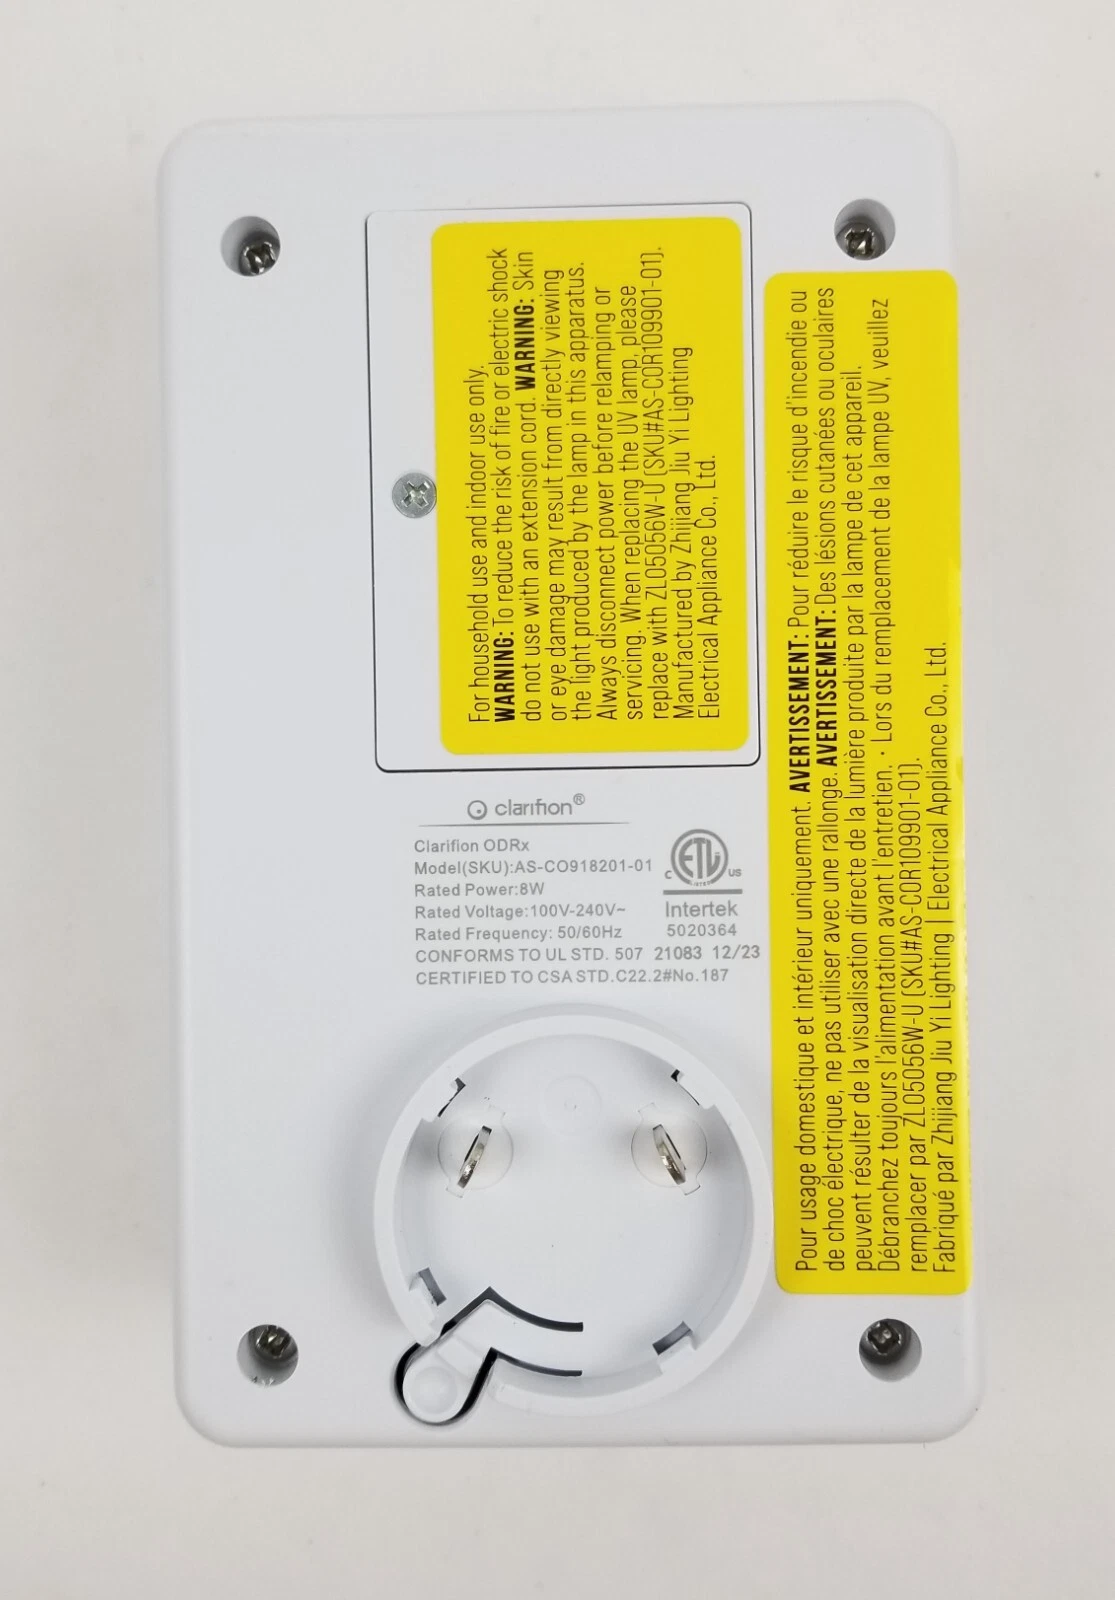 For household use and indoor use only.
WARNING: To reduce the risk of fire or electric shock
do not use with an extension cord. WARNING: Skin
or eye damage may result from directly viewing
the light produced by the lamp in this apparatus.
Always disconnect power before relamping or
servicing. When replacing the UV lamp, please
replace with ZL05056W-U (SKU#AS-COR109901-01).
Manufactured by Zhijiang Jiu Yi Lighting
Electrical Appliance Co., Ltd.
clarifion®
Clarifion ODRx
Model(SKU):AS-CO918201-01
Rated Power:8W
Rated Voltage:100V-240V~
Rated Frequency: 50/60Hz
CONFORMS TO UL STD. 507 21083 12/23
CERTIFIED TO CSA STD.C22.2#No.187
ETL
C US
LISTED
Intertek
5020364
Pour usage domestique et intérieur uniquement. AVERTISSEMENT: Pour réduire le risque d'incendie ou
de choc électrique, ne pas utiliser avec une rallonge. AVERTISSEMENT: Des lésions cutanées ou oculaires
peuvent résulter de la visualisation directe de la lumière produite par la lampe de cet appareil.
Débranchez toujours l'alimentation avant l'entretien. • Lors du remplacement de la lampe UV, veuillez
remplacer par ZL05056W-U (SKU#AS-COR109901-01).
Fabriqué par Zhijiang Jiu Yi Lighting | Electrical Appliance Co., Ltd.